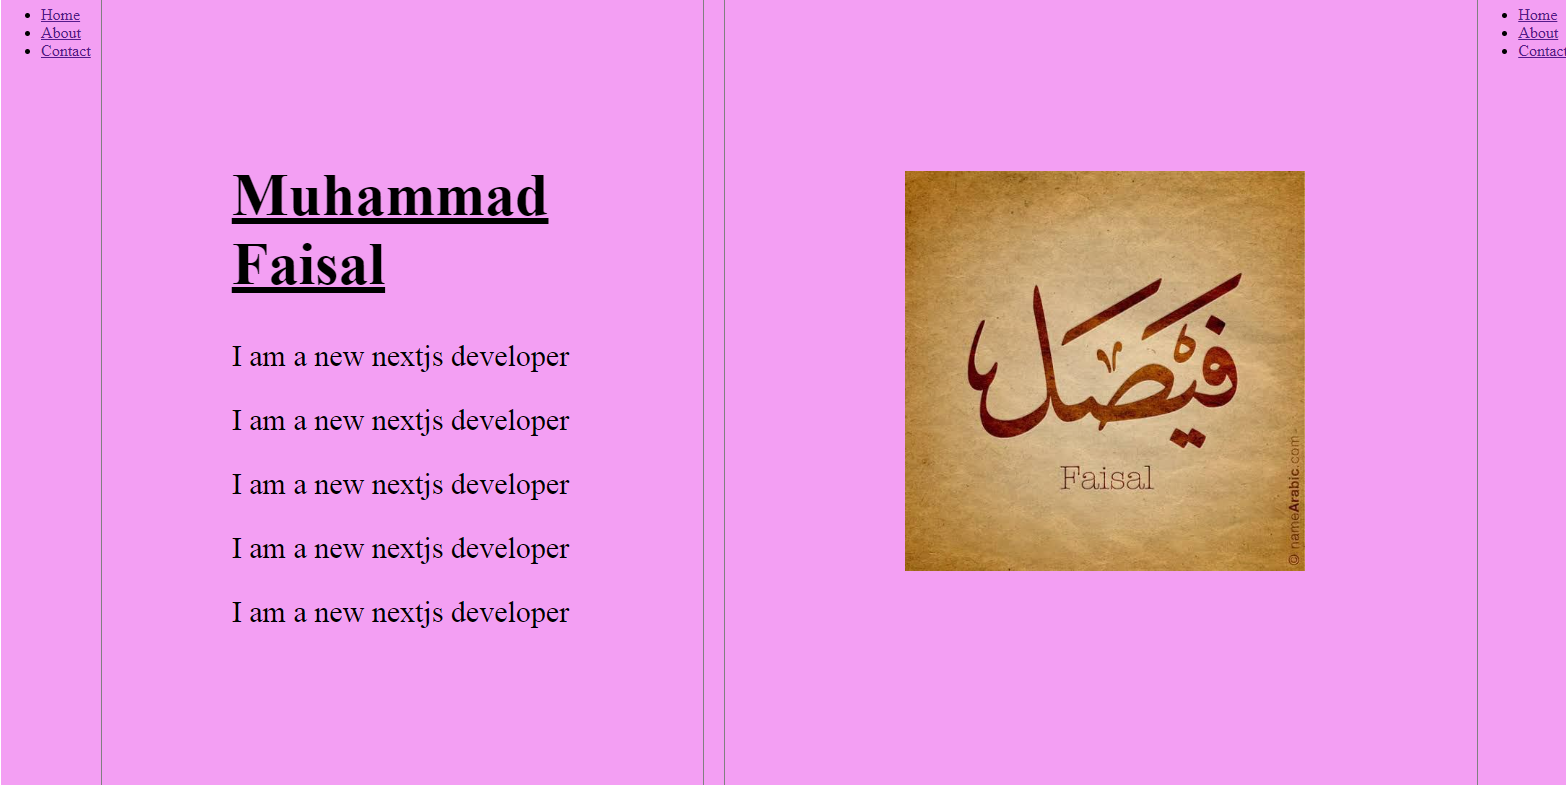 Home
About
Contact
Muhammad
Faisal
I am a new nextjs developer
I am a new nextjs developer
I am a new nextjs developer
I am a new nextjs developer
I am a new nextjs developer
فَيْصَل
Faisal
© nameArabic.com
Home
About
Contact